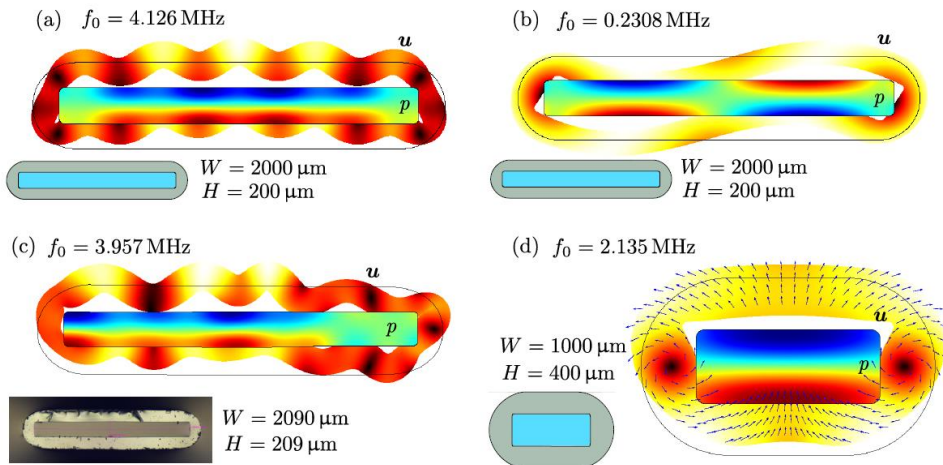 (a) f₀ = 4.126 MHz
u
p
W = 2000 μm
H = 200 μm
(b) f₀ = 0.2308 MHz
u
p
W = 2000 μm
H = 200 μm
(c) f₀ = 3.957 MHz
u
p
W = 2090 μm
H = 209 μm
(d) f₀ = 2.135 MHz
u
p
W = 1000 μm
H = 400 μm